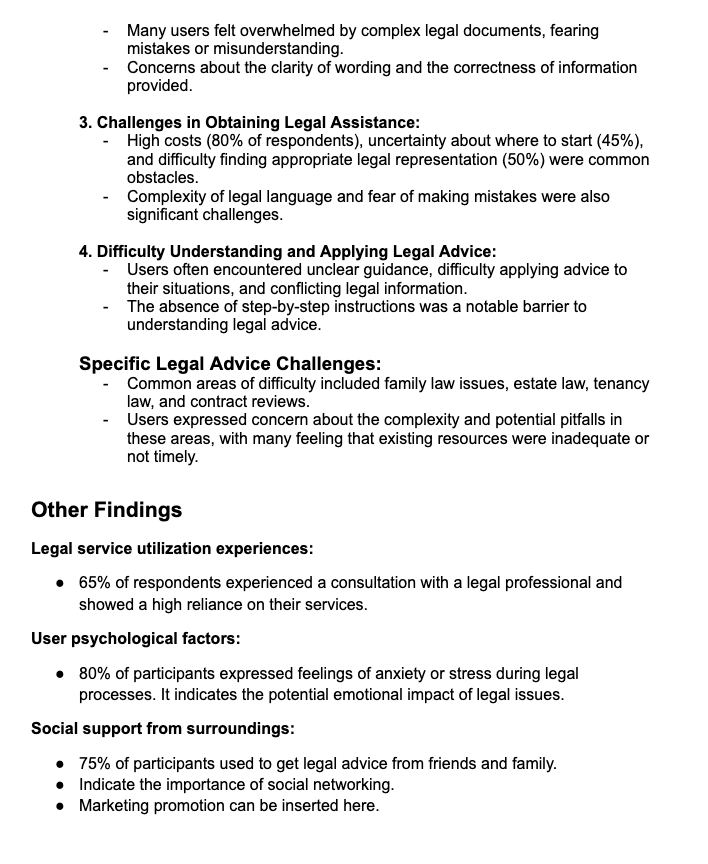 - Many users felt overwhelmed by complex legal documents, fearing
mistakes or misunderstanding.
- Concerns about the clarity of wording and the correctness of information
provided.
3. Challenges in Obtaining Legal Assistance:
- High costs (80% of respondents), uncertainty about where to start (45%),
and difficulty finding appropriate legal representation (50%) were common
obstacles.
- Complexity of legal language and fear of making mistakes were also
significant challenges.
4. Difficulty Understanding and Applying Legal Advice:
- Users often encountered unclear guidance, difficulty applying advice to
their situations, and conflicting legal information.
- The absence of step-by-step instructions was a notable barrier to
understanding legal advice.
Specific Legal Advice Challenges:
- Common areas of difficulty included family law issues, estate law, tenancy
law, and contract reviews.
- Users expressed concern about the complexity and potential pitfalls in
these areas, with many feeling that existing resources were inadequate or
not timely.
Other Findings
Legal service utilization experiences:
● 65% of respondents experienced a consultation with a legal professional and
showed a high reliance on their services.
User psychological factors:
● 80% of participants expressed feelings of anxiety or stress during legal
processes. It indicates the potential emotional impact of legal issues.
Social support from surroundings:
● 75% of participants used to get legal advice from friends and family.
● Indicate the importance of social networking.
● Marketing promotion can be inserted here.